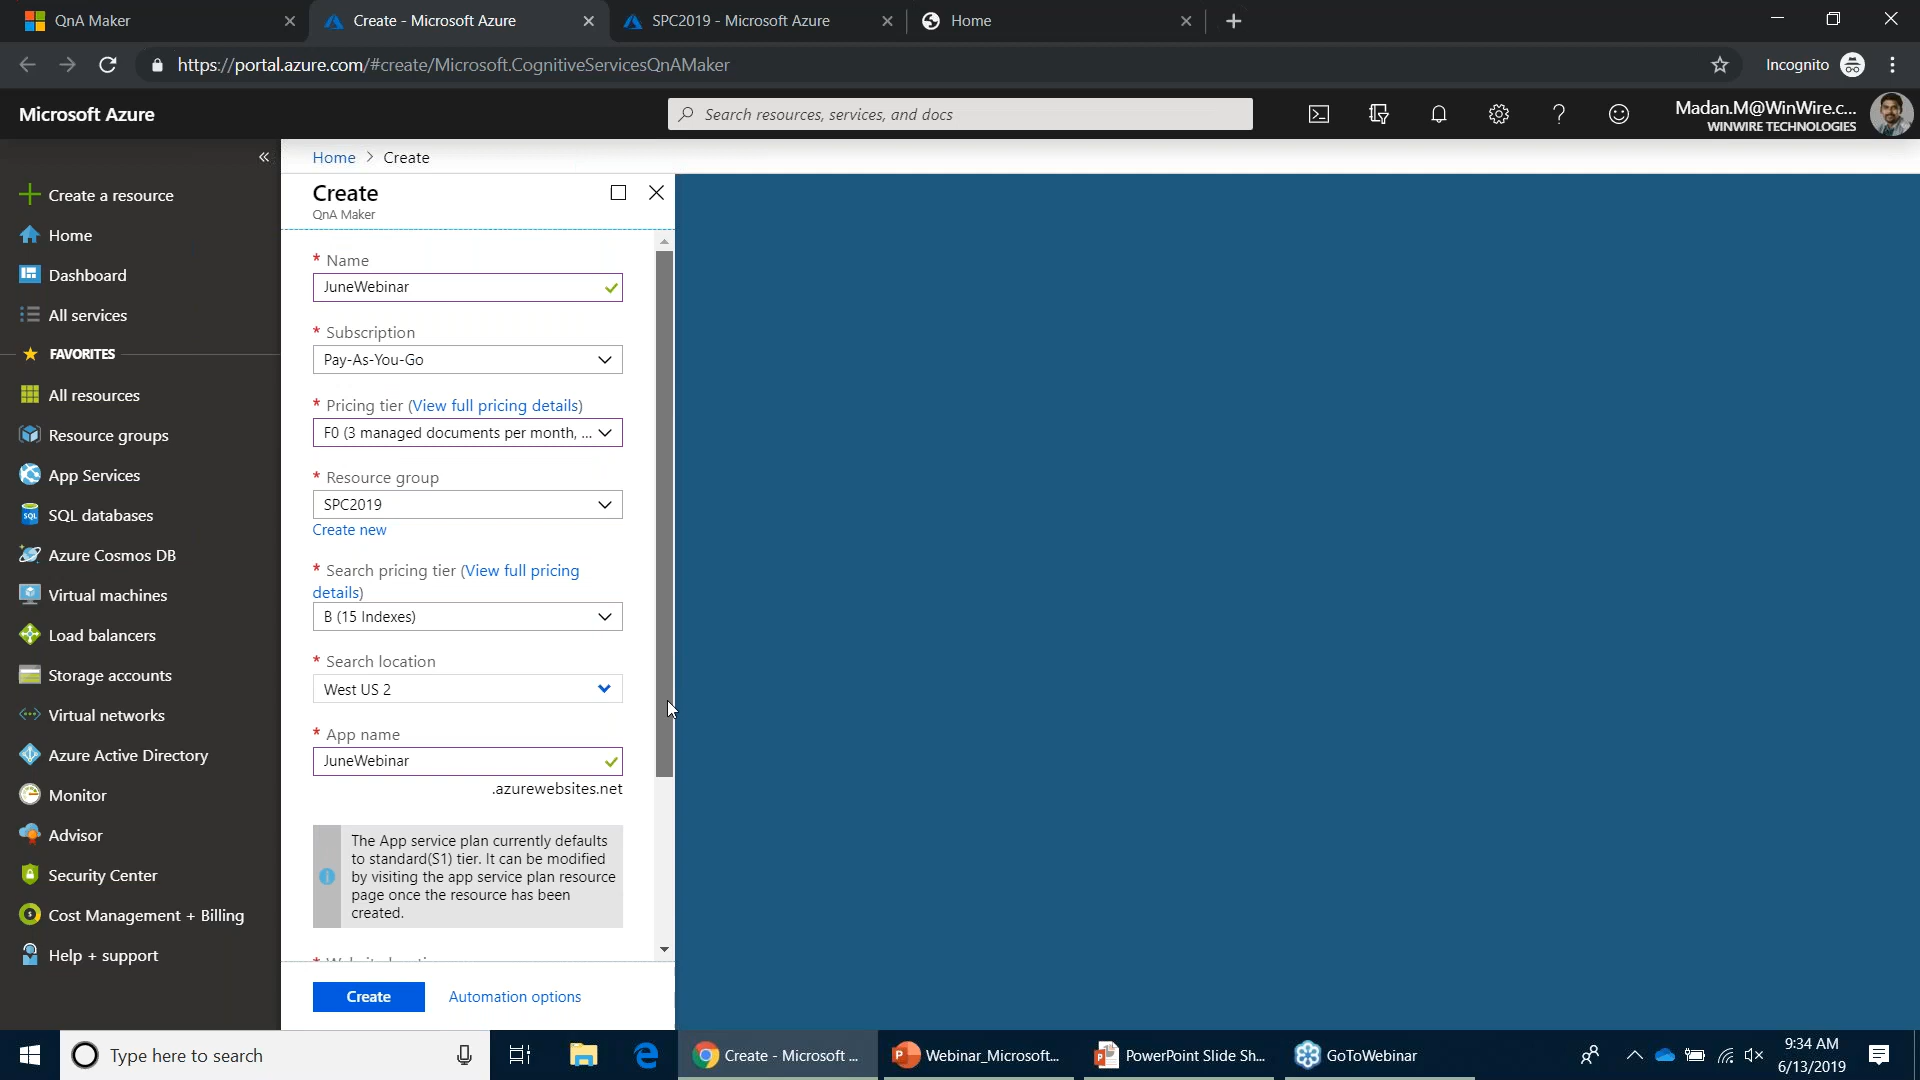 QnA Maker
Create - Microsoft Azure
SPC2019 - Microsoft Azure
Home
https://portal.azure.com/#create/Microsoft.CognitiveServicesQnAMaker
Incognito
Microsoft Azure
Search resources, services, and docs
Madan.M@WinWire.c...
WINWIRE TECHNOLOGIES
Create a resource
Home
Dashboard
All services
FAVORITES
All resources
Resource groups
App Services
SQL databases
Azure Cosmos DB
Virtual machines
Load balancers
Storage accounts
Virtual networks
Azure Active Directory
Monitor
Advisor
Security Center
Cost Management + Billing
Help + support
Home > Create
Create
QnA Maker
* Name
JuneWebinar
* Subscription
Pay-As-You-Go
* Pricing tier (View full pricing details)
F0 (3 managed documents per month, ...
* Resource group
SPC2019
Create new
* Search pricing tier (View full pricing
details)
B (15 Indexes)
* Search location
West US 2
* App name
JuneWebinar
.azurewebsites.net
The App service plan currently defaults
to standard(S1) tier. It can be modified
by visiting the app service plan resource
page once the resource has been
created.
Create
Automation options
Type here to search
Create - Microsoft ...
Webinar_Microsoft...
PowerPoint Slide Sh...
GoToWebinar
9:34 AM
6/13/2019